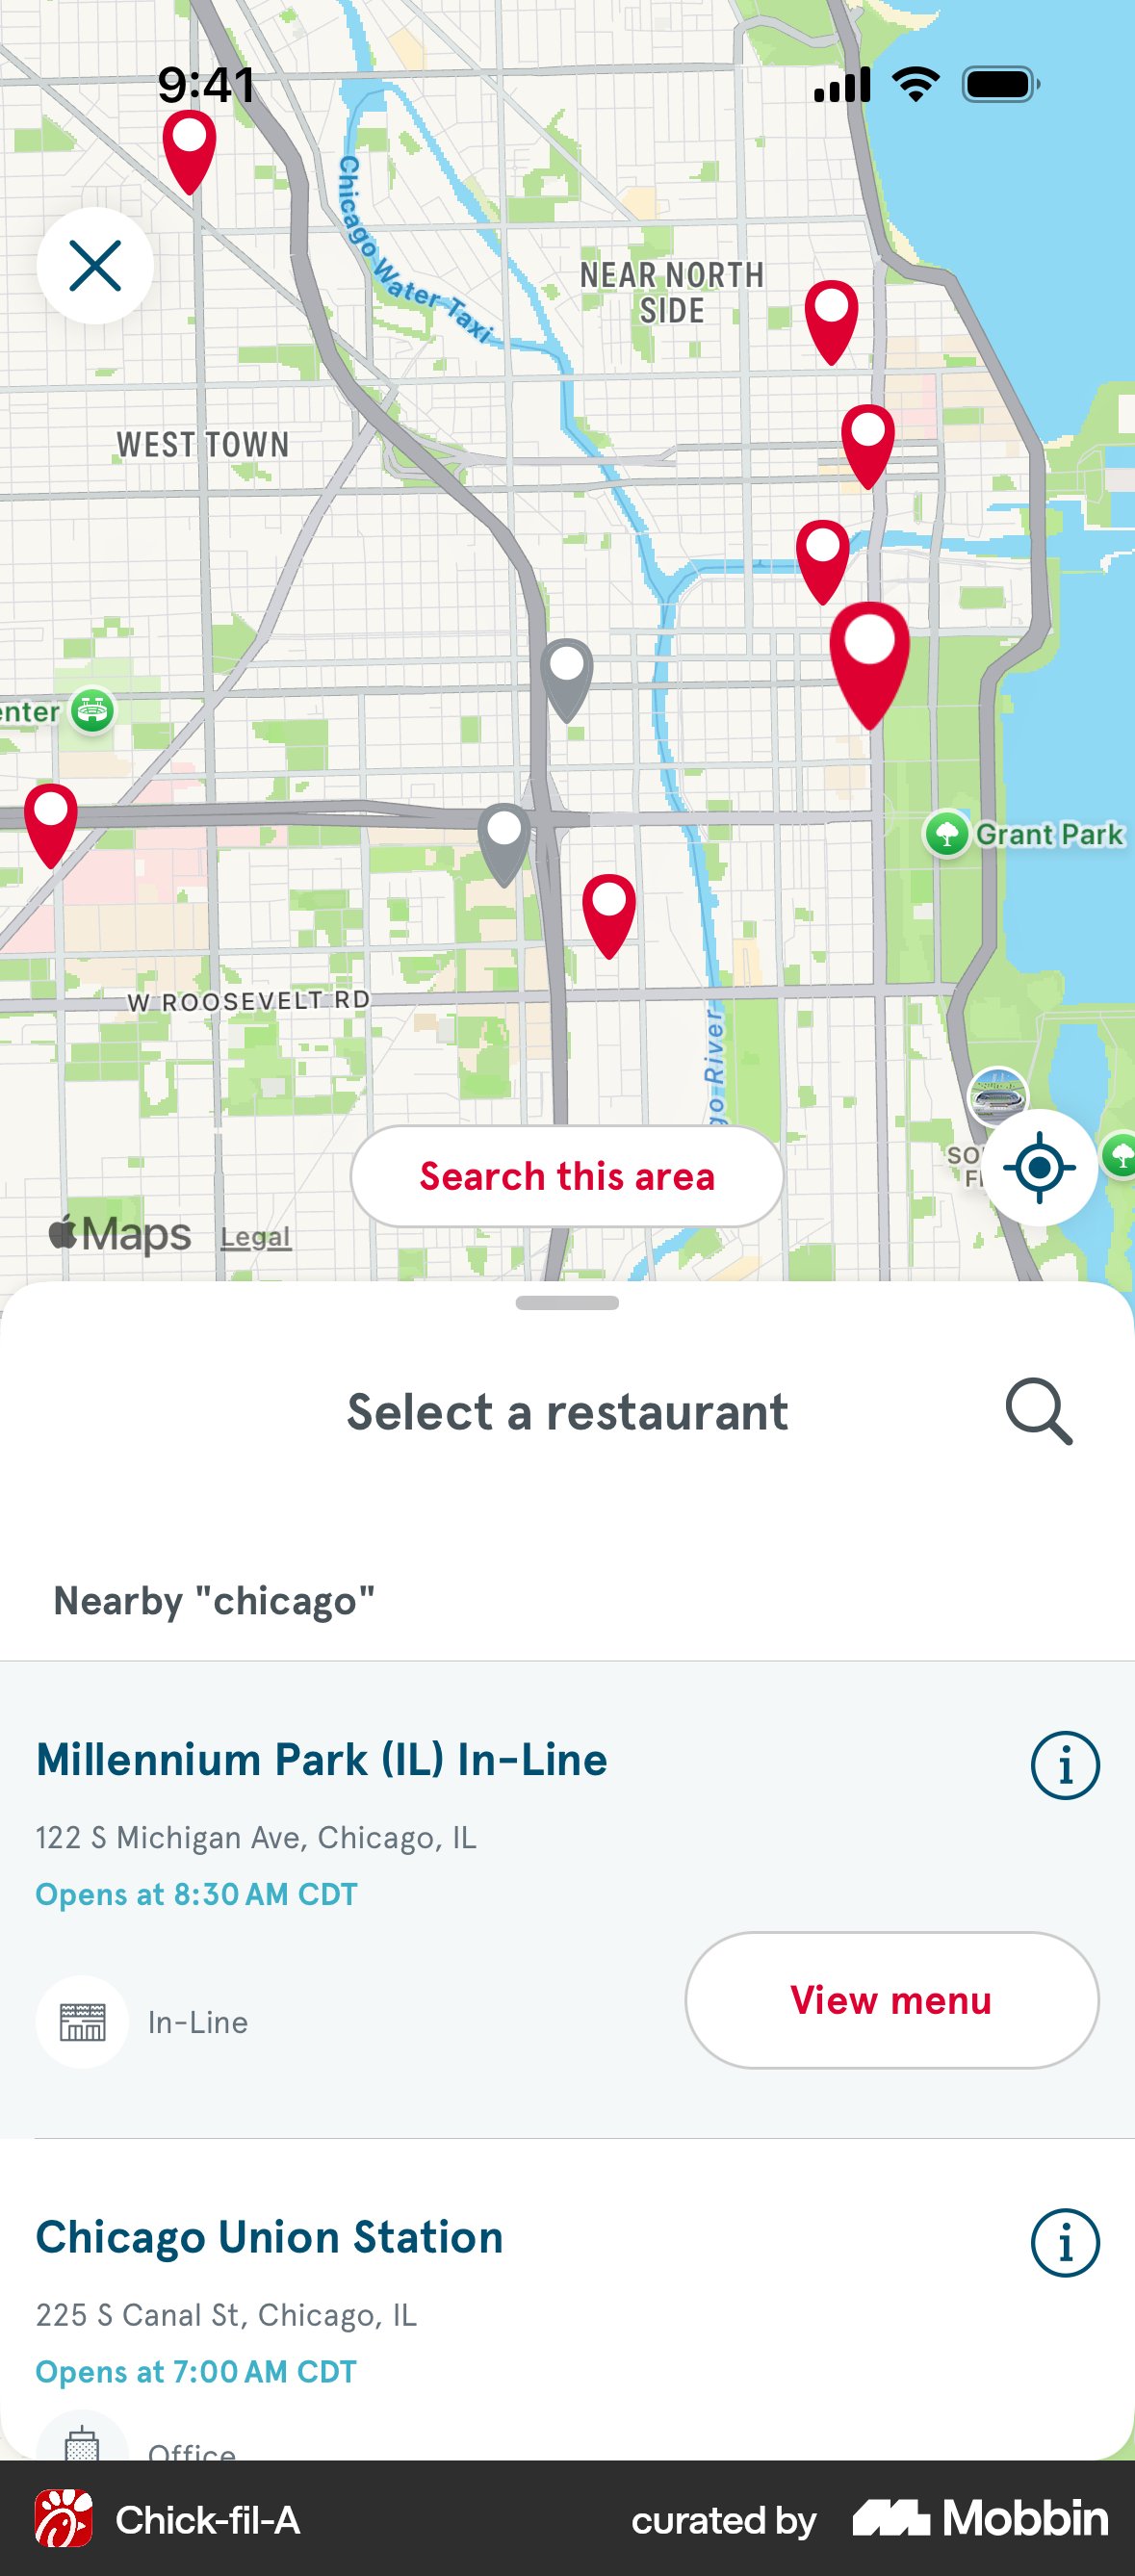 9:41
Chicago Water Taxi
NEAR NORTH
SIDE
WEST TOWN
enter
Grant Park
W ROOSEVELT RD
go River
SO
F
Search this area
Maps Legal
Select a restaurant
Nearby "chicago"
Millennium Park (IL) In-Line
122 S Michigan Ave, Chicago, IL
Opens at 8:30 AM CDT
In-Line
View menu
Chicago Union Station
225 S Canal St, Chicago, IL
Opens at 7:00 AM CDT
Office
Chick-fil-A
curated by Mobbin